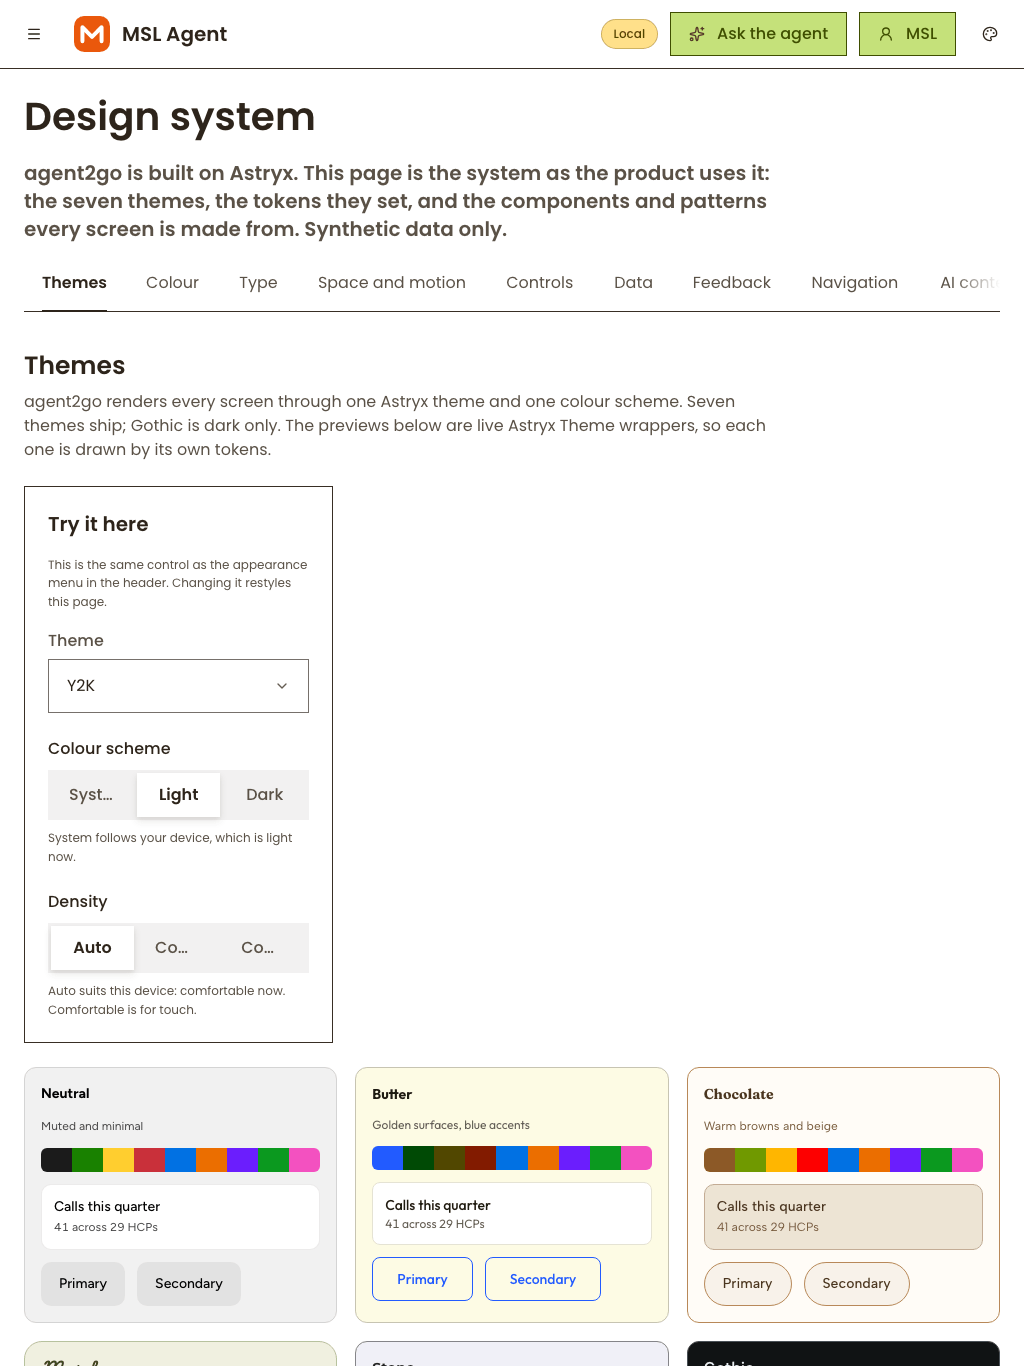 MSL Agent
Local
Ask the agent
MSL
Design system
agent2go is built on Astryx. This page is the system as the product uses it:
the seven themes, the tokens they set, and the components and patterns
every screen is made from. Synthetic data only.
Themes
Colour
Type
Space and motion
Controls
Data
Feedback
Navigation
AI cont
Themes
agent2go renders every screen through one Astryx theme and one colour scheme. Seven
themes ship; Gothic is dark only. The previews below are live Astryx Theme wrappers, so each
one is drawn by its own tokens.
Try it here
This is the same control as the appearance
menu in the header. Changing it restyles
this page.
Theme
Y2K
Colour scheme
Syst...
Light
Dark
System follows your device, which is light
now.
Density
Auto
Co...
Co...
Auto suits this device: comfortable now.
Comfortable is for touch.
Neutral
Muted and minimal
Calls this quarter
41 across 29 HCPs
Primary
Secondary
Butter
Golden surfaces, blue accents
Calls this quarter
41 across 29 HCPs
Primary
Secondary
Chocolate
Warm browns and beige
Calls this quarter
41 across 29 HCPs
Primary
Secondary